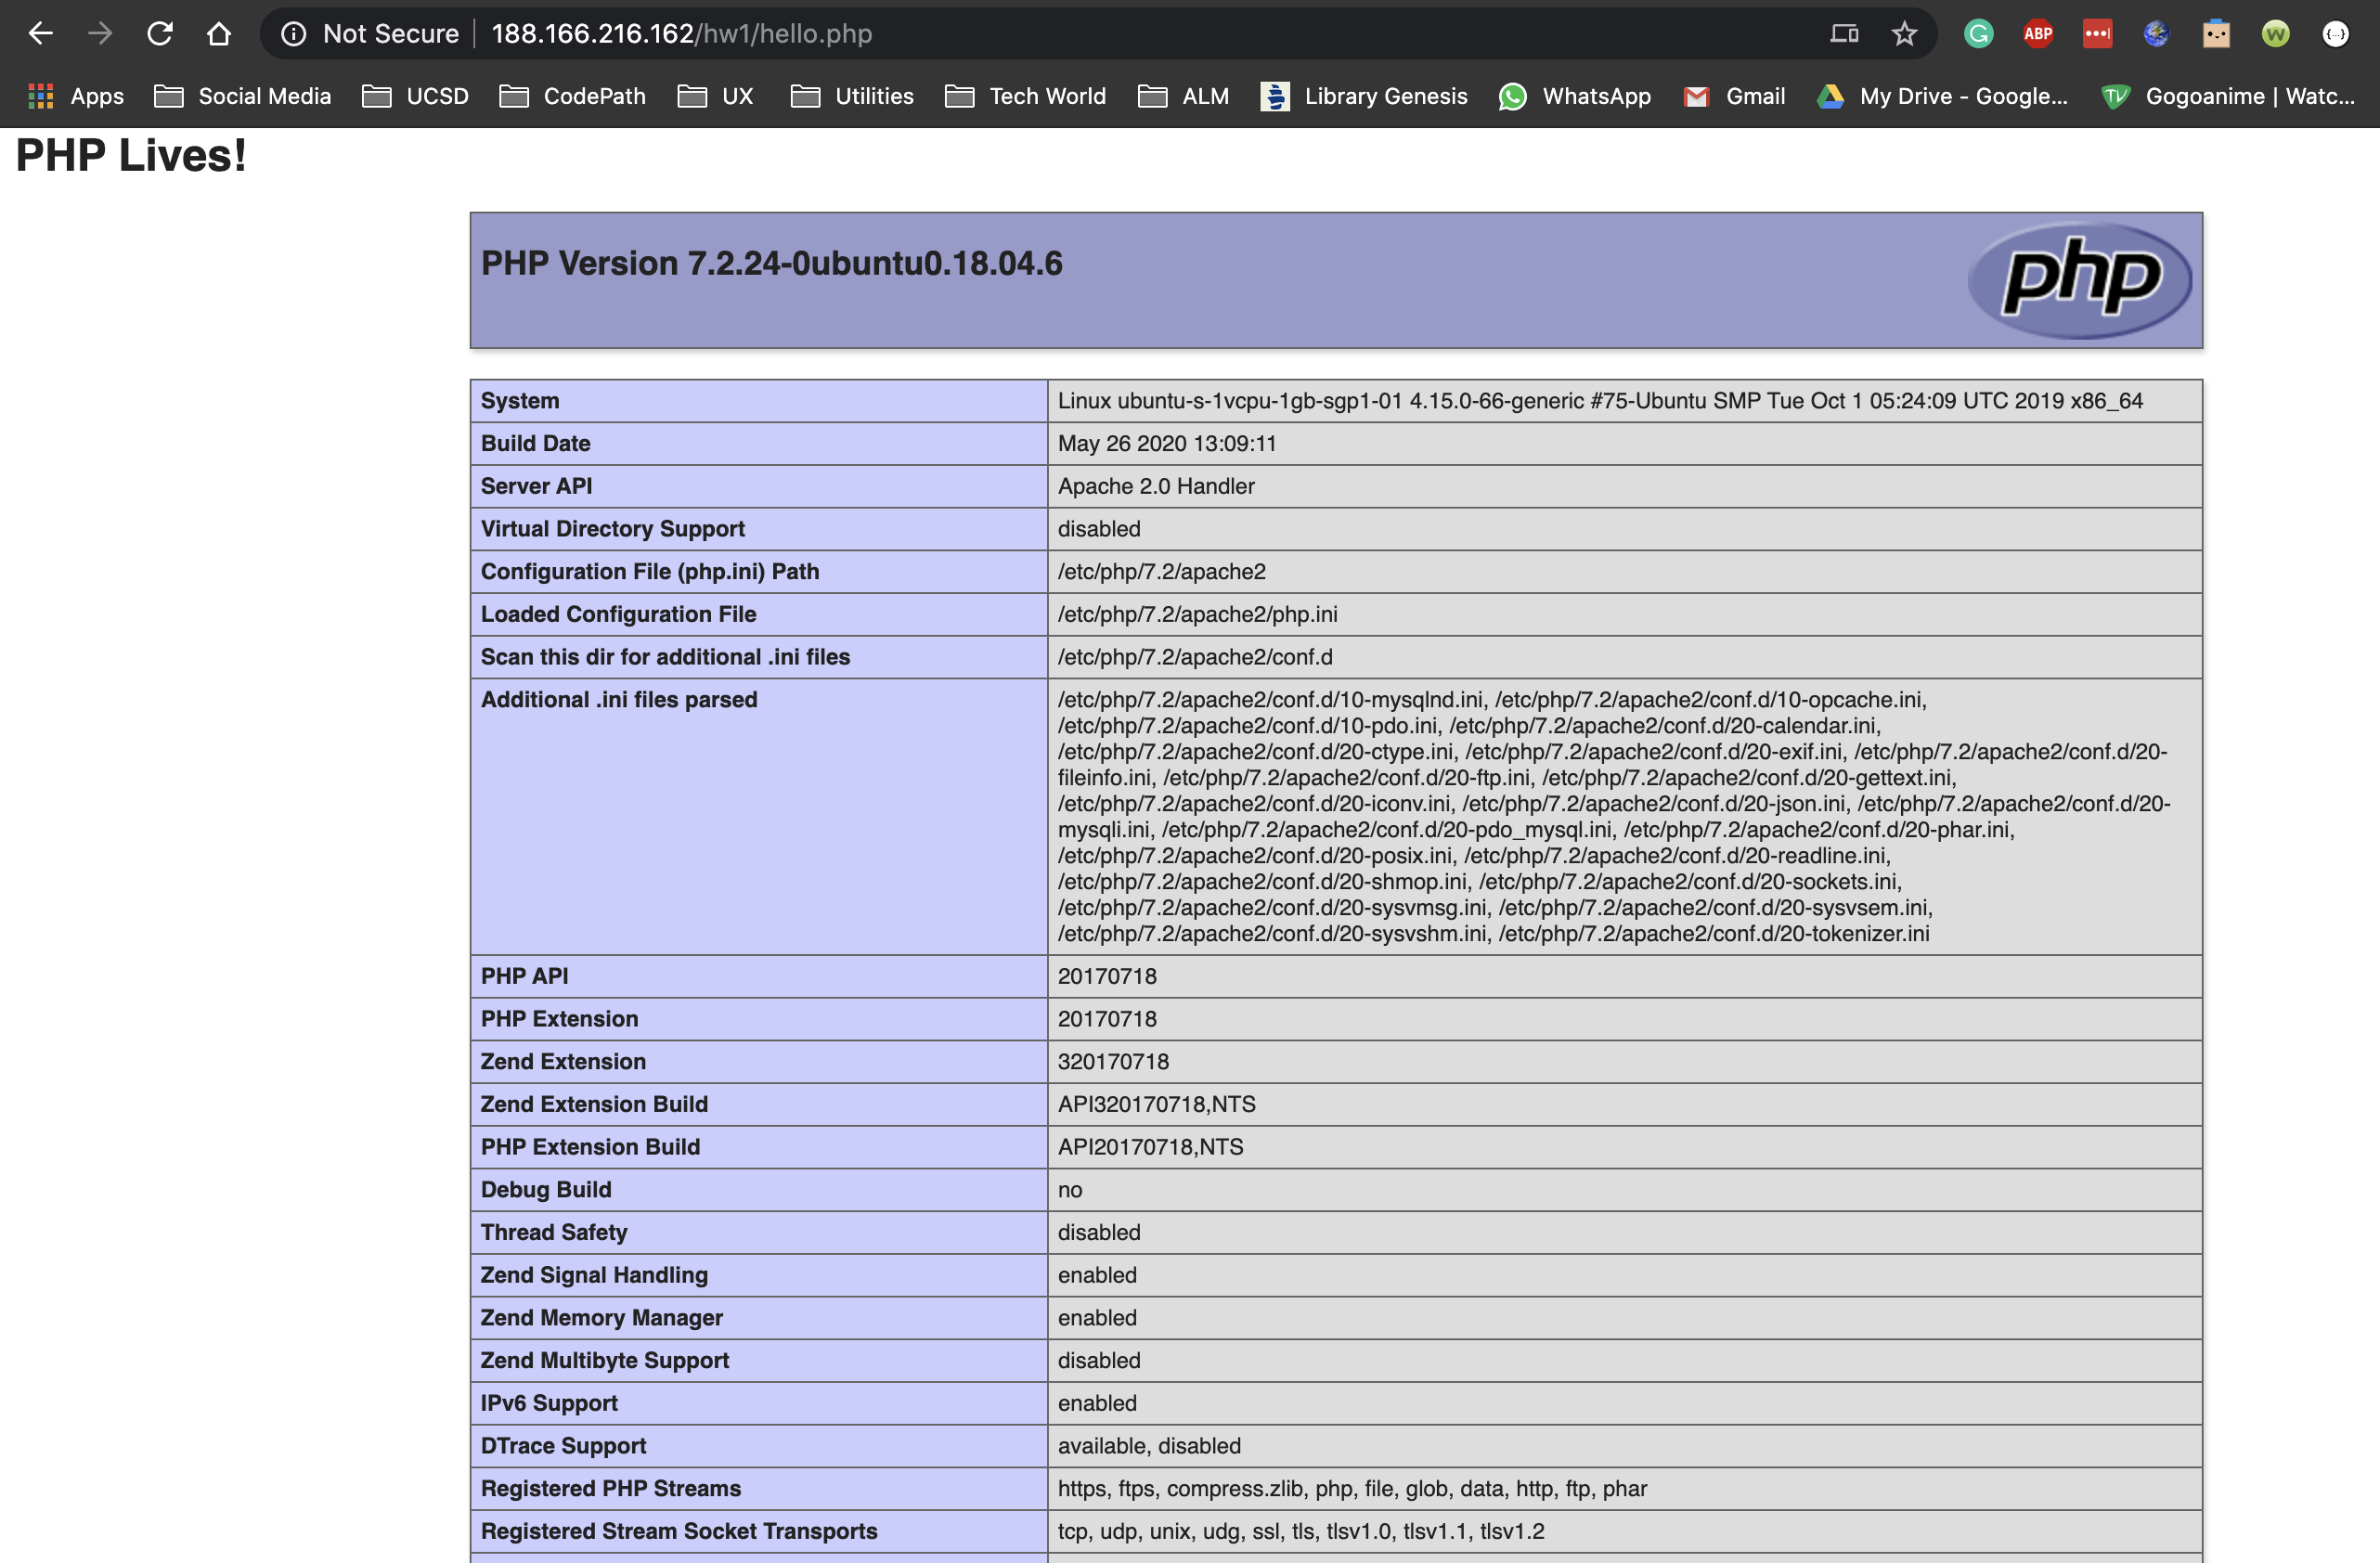 Not Secure 188.166.216.162/hw1/hello.php
G ABP W {...}
Apps Social Media UCSD CodePath UX Utilities Tech World ALM Library Genesis WhatsApp Gmail My Drive - Google... TV Gogoanime | Watc...
PHP Lives!
PHP Version 7.2.24-0ubuntu0.18.04.6
php
System Linux ubuntu-s-1vcpu-1gb-sgp1-01 4.15.0-66-generic #75-Ubuntu SMP Tue Oct 1 05:24:09 UTC 2019 x86_64
Build Date May 26 2020 13:09:11
Server API Apache 2.0 Handler
Virtual Directory Support disabled
Configuration File (php.ini) Path /etc/php/7.2/apache2
Loaded Configuration File /etc/php/7.2/apache2/php.ini
Scan this dir for additional .ini files /etc/php/7.2/apache2/conf.d
Additional .ini files parsed /etc/php/7.2/apache2/conf.d/10-mysqlnd.ini, /etc/php/7.2/apache2/conf.d/10-opcache.ini,
/etc/php/7.2/apache2/conf.d/10-pdo.ini, /etc/php/7.2/apache2/conf.d/20-calendar.ini,
/etc/php/7.2/apache2/conf.d/20-ctype.ini, /etc/php/7.2/apache2/conf.d/20-exif.ini, /etc/php/7.2/apache2/conf.d/20-
fileinfo.ini, /etc/php/7.2/apache2/conf.d/20-ftp.ini, /etc/php/7.2/apache2/conf.d/20-gettext.ini,
/etc/php/7.2/apache2/conf.d/20-iconv.ini, /etc/php/7.2/apache2/conf.d/20-json.ini, /etc/php/7.2/apache2/conf.d/20-
mysqli.ini, /etc/php/7.2/apache2/conf.d/20-pdo_mysql.ini, /etc/php/7.2/apache2/conf.d/20-phar.ini,
/etc/php/7.2/apache2/conf.d/20-posix.ini, /etc/php/7.2/apache2/conf.d/20-readline.ini,
/etc/php/7.2/apache2/conf.d/20-shmop.ini, /etc/php/7.2/apache2/conf.d/20-sockets.ini,
/etc/php/7.2/apache2/conf.d/20-sysvmsg.ini, /etc/php/7.2/apache2/conf.d/20-sysvsem.ini,
/etc/php/7.2/apache2/conf.d/20-sysvshm.ini, /etc/php/7.2/apache2/conf.d/20-tokenizer.ini
PHP API 20170718
PHP Extension 20170718
Zend Extension 320170718
Zend Extension Build API320170718,NTS
PHP Extension Build API20170718,NTS
Debug Build no
Thread Safety disabled
Zend Signal Handling enabled
Zend Memory Manager enabled
Zend Multibyte Support disabled
IPv6 Support enabled
DTrace Support available, disabled
Registered PHP Streams https, ftps, compress.zlib, php, file, glob, data, http, ftp, phar
Registered Stream Socket Transports tcp, udp, unix, udg, ssl, tls, tlsv1.0, tlsv1.1, tlsv1.2